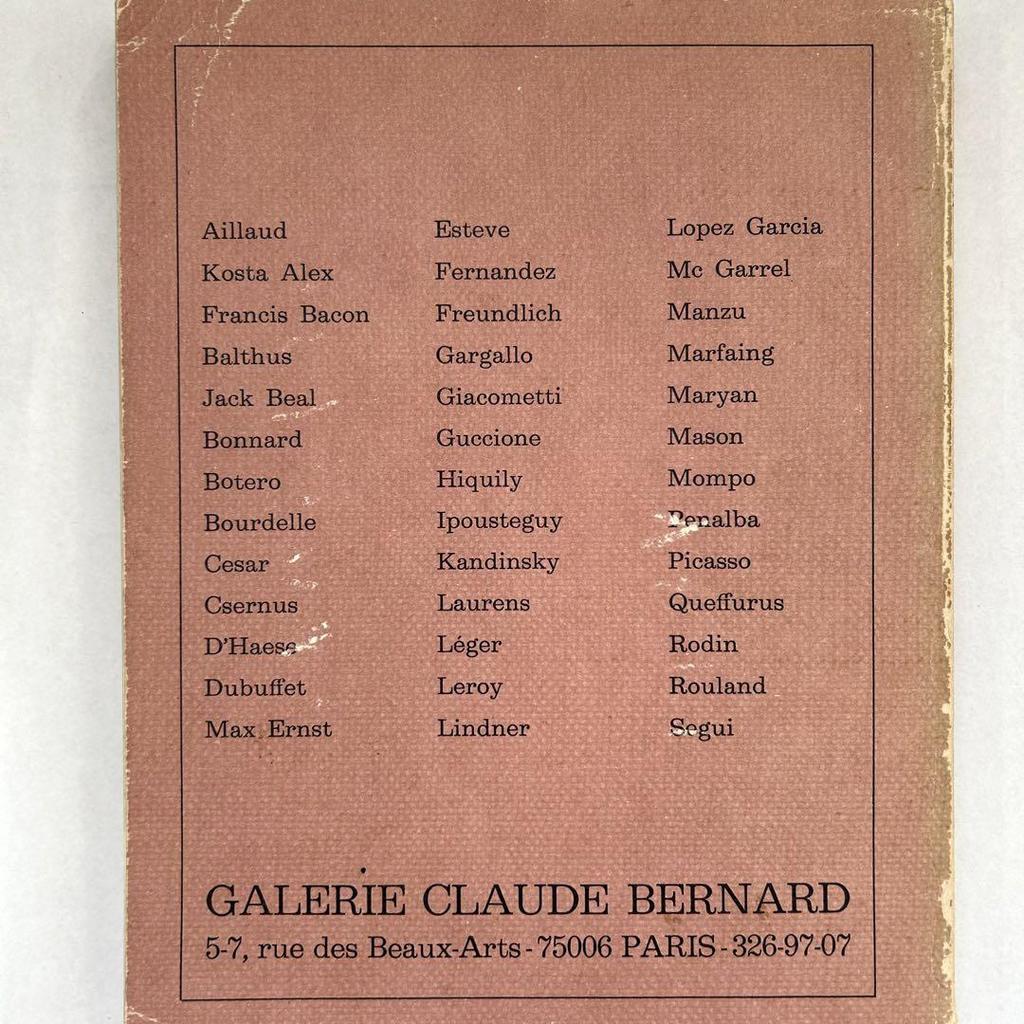 Aillaud
Kosta Alex
Francis Bacon
Balthus
Jack Beal
Bonnard
Botero
Bourdelle
Cesar
Csernus
D'Haese
Dubuffet
Max Ernst
Esteve
Fernandez
Freundlich
Gargallo
Giacometti
Guccione
Hiquily
Ipousteguy
Kandinsky
Laurens
Léger
Leroy
Lindner
Lopez Garcia
Mc Garrel
Manzu
Marfaing
Maryan
Mason
Mompo
Penalba
Picasso
Queffurus
Rodin
Rouland
Segui
GALERIE CLAUDE BERNARD
5-7, rue des Beaux-Arts - 75006 PARIS - 326-97-07